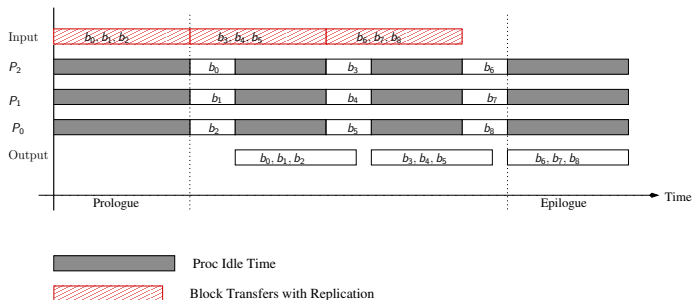 Input b0, b1, b2 b3, b4, b5 b6, b7, b8
P2 b0 b3 b6
P1 b1 b4 b7
P0 b2 b5 b8
Output b0, b1, b2 b3, b4, b5 b6, b7, b8
Time
Prologue Epilogue
Proc Idle Time
Block Transfers with Replication